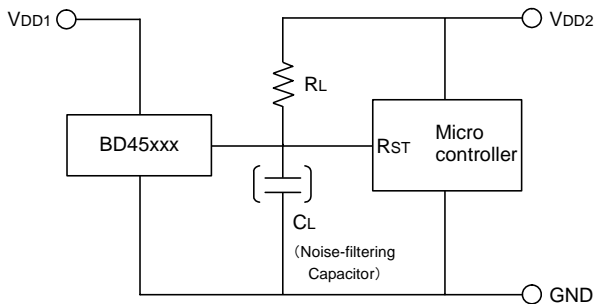 VDD1
VDD2
RL
BD45xxx
RST
Micro
controller
CL
（Noise-filtering
Capacitor）
GND